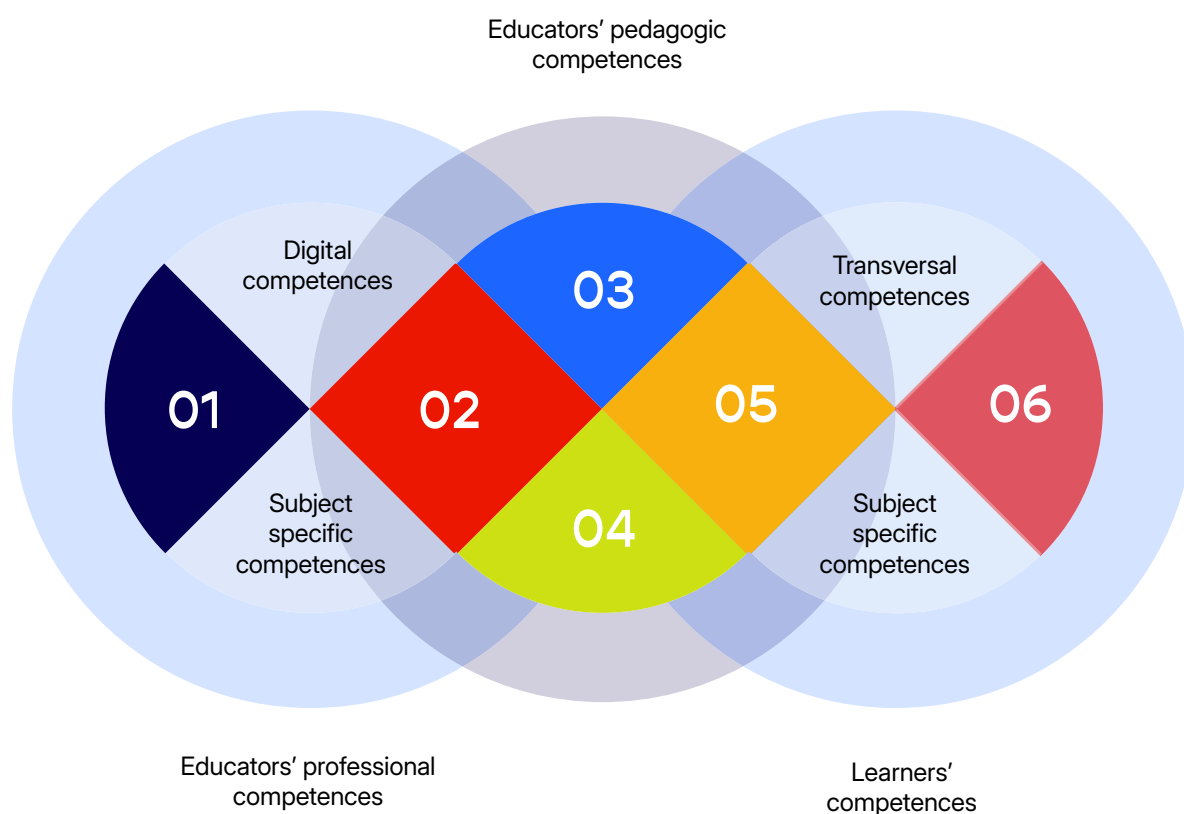 Educators’ pedagogic
competences
Digital
competences
Transversal
competences
03
01
02
05
06
04
Subject
specific
competences
Subject
specific
competences
Educators’ professional
competences
Learners’
competences